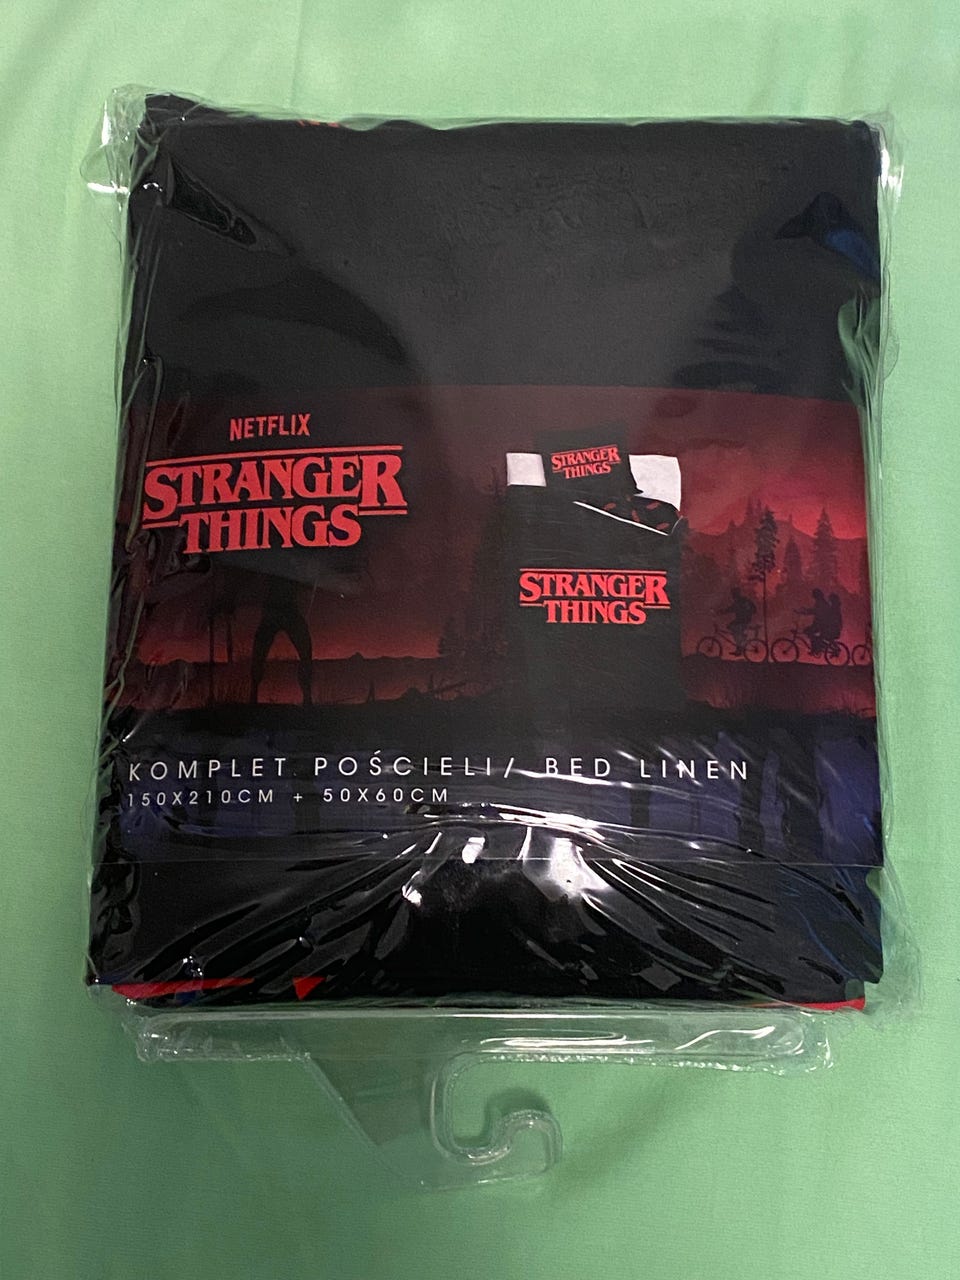 NETFLIX
STRANGER
THINGS
STRANGER
THINGS
STRANGER
THINGS
KOMPLET POŚCIELI/ BED LINEN
150X210CM + 50X60CM